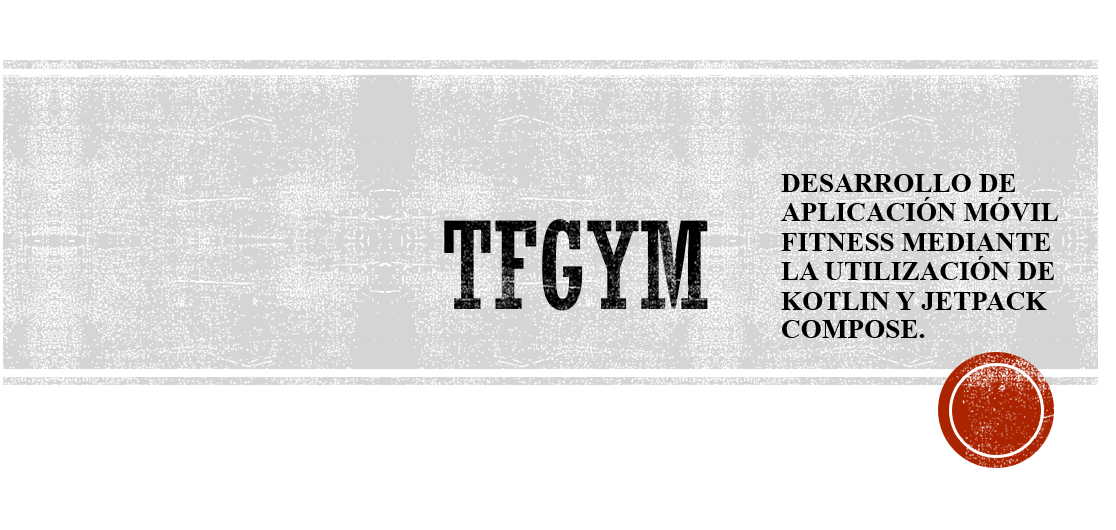 TFGYM
DESARROLLO DE
APLICACIÓN MÓVIL
FITNESS MEDIANTE
LA UTILIZACIÓN DE
KOTLIN Y JETPACK
COMPOSE.